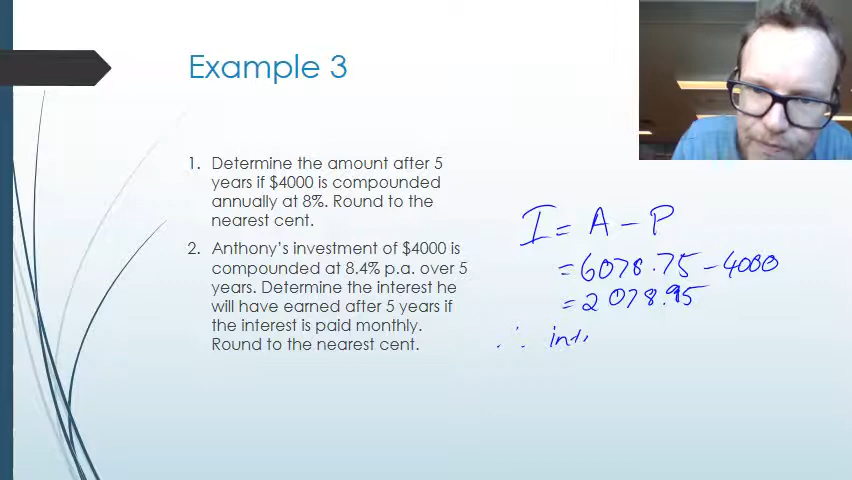 Example 3
1. Determine the amount after 5
years if $4000 is compounded
annually at 8%. Round to the
nearest cent.
2. Anthony's investment of $4000 is
compounded at 8.4% p.a. over 5
years. Determine the interest he
will have earned after 5 years if
the interest is paid monthly.
Round to the nearest cent.
I = A - P
= 6078.75 - 4000
= 2078.95
∴ int